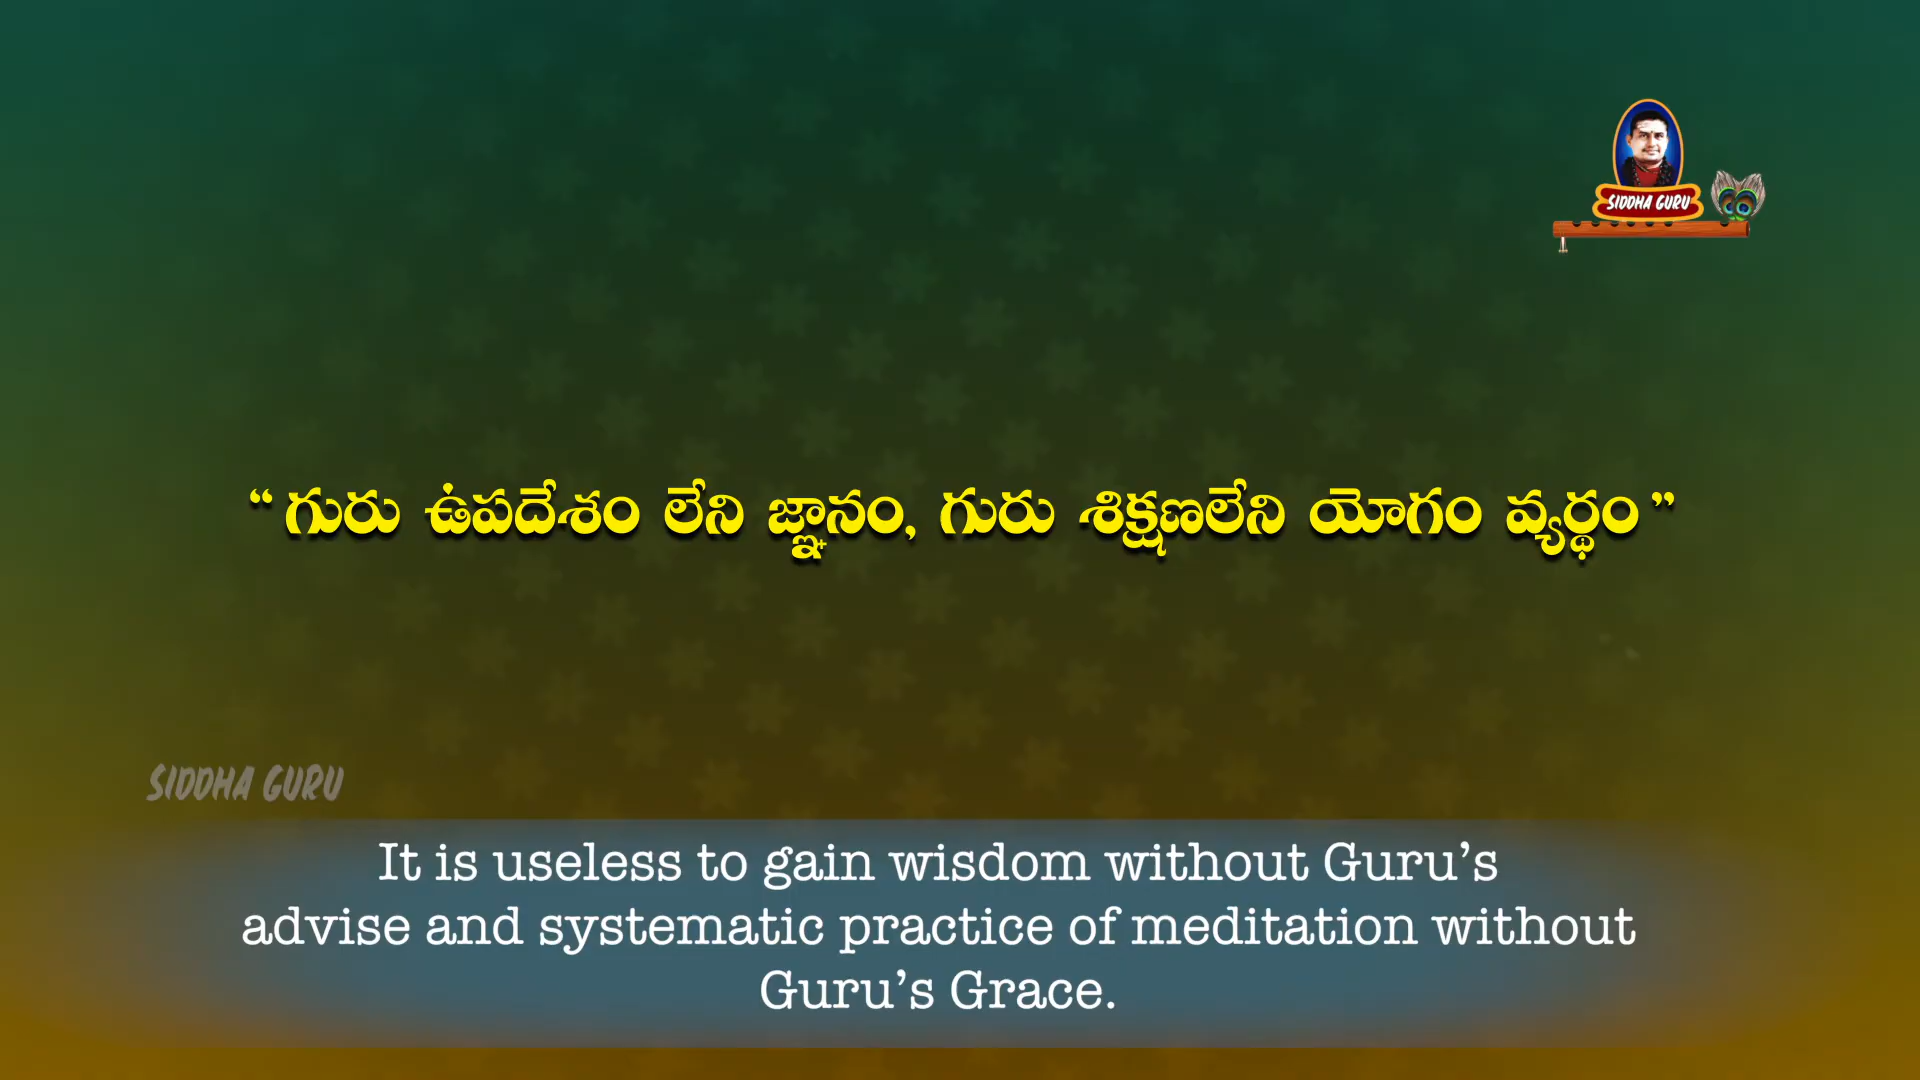 SIDDHA GURU
“ గురు ఉపదేశం లేని జ్ఞానం, గురు శిక్షణలేని యోగం వ్యర్థం ”
SIDDHA GURU
It is useless to gain wisdom without Guru’s
advise and systematic practice of meditation without
Guru’s Grace.